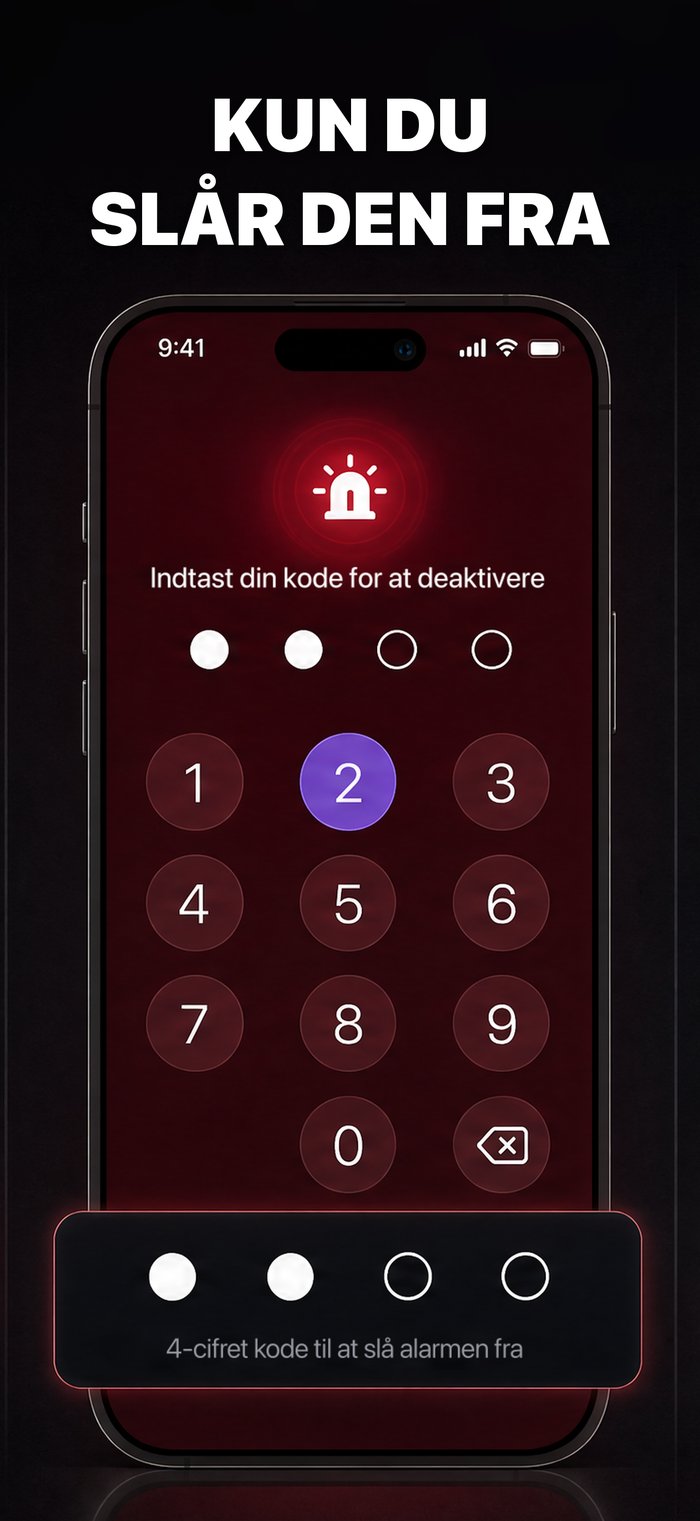 KUN DU
SLÅR DEN FRA
9:41
Indtast din kode for at deaktivere
1 2 3
4 5 6
7 8 9
0
4-cifret kode til at slå alarmen fra